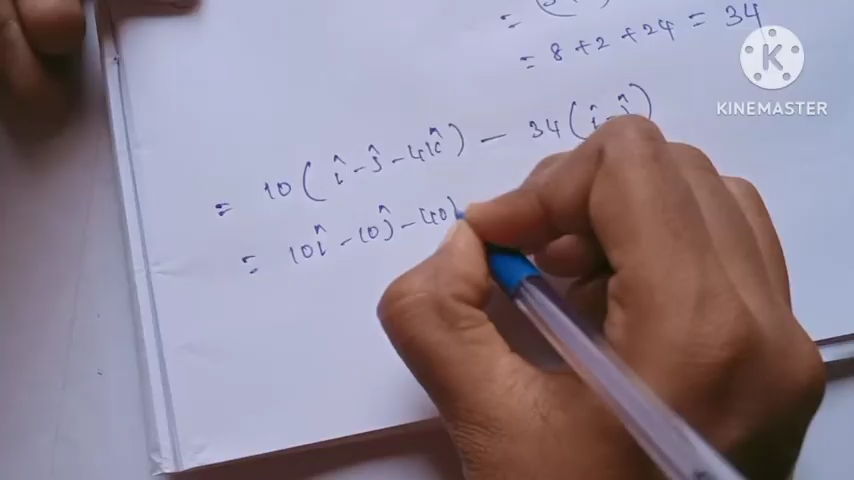 = 8 + 2 + 24 = 34
KINEMASTER
= 10 ( î - ĵ - 4k̂ ) - 34 ( î - ĵ )
= 10î - 10ĵ - 40